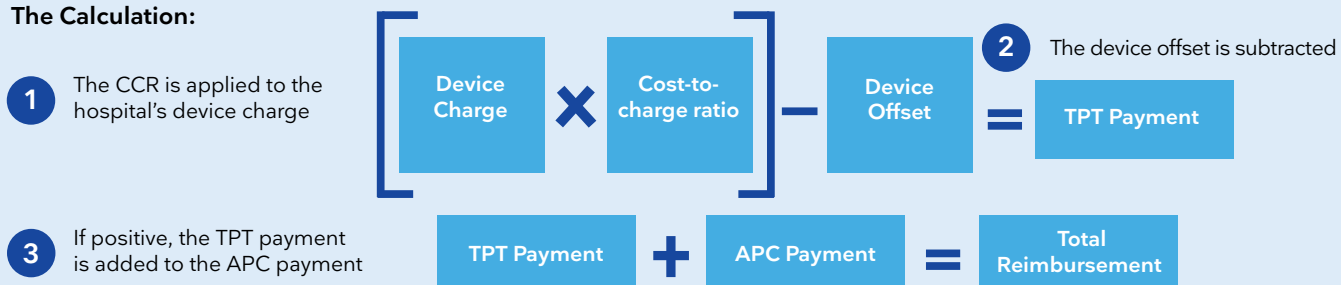 The Calculation:
1
The CCR is applied to the
hospital's device charge
Device
Charge
×
Cost-to-
charge ratio
–
Device
Offset
=
TPT Payment
2
The device offset is subtracted
3
If positive, the TPT payment
is added to the APC payment
TPT Payment
+
APC Payment
=
Total
Reimbursement